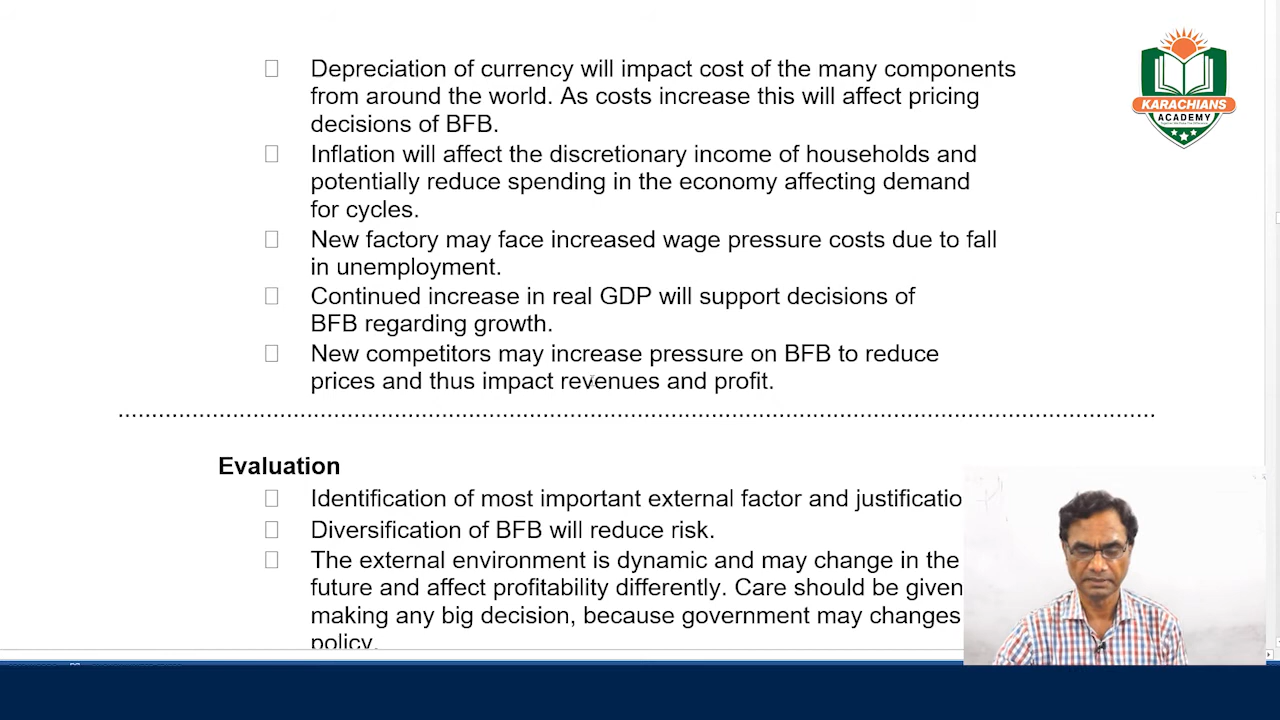 Depreciation of currency will impact cost of the many components
from around the world. As costs increase this will affect pricing
decisions of BFB.
Inflation will affect the discretionary income of households and
potentially reduce spending in the economy affecting demand
for cycles.
New factory may face increased wage pressure costs due to fall
in unemployment.
Continued increase in real GDP will support decisions of
BFB regarding growth.
New competitors may increase pressure on BFB to reduce
prices and thus impact revenues and profit.
Evaluation
Identification of most important external factor and justificatio
Diversification of BFB will reduce risk.
The external environment is dynamic and may change in the
future and affect profitability differently. Care should be given
making any big decision, because government may changes
policy.
KARACHIANS
ACADEMY